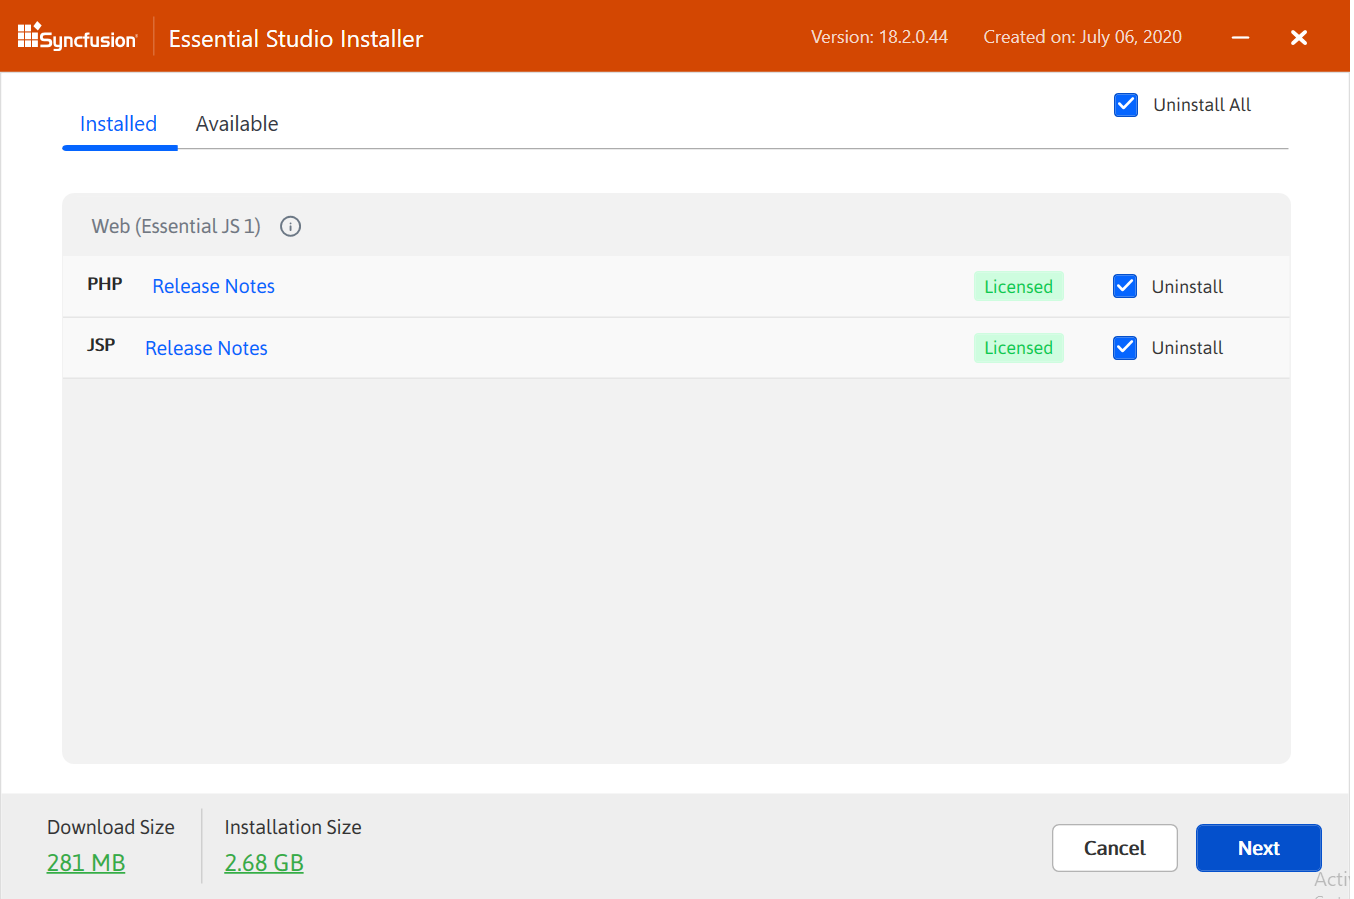 Syncfusion Essential Studio Installer Version: 18.2.0.44 Created on: July 06, 2020
Installed Available Uninstall All
Web (Essential JS 1)
PHP Release Notes Licensed Uninstall
JSP Release Notes Licensed Uninstall
Download Size Installation Size
281 MB 2.68 GB
Cancel Next